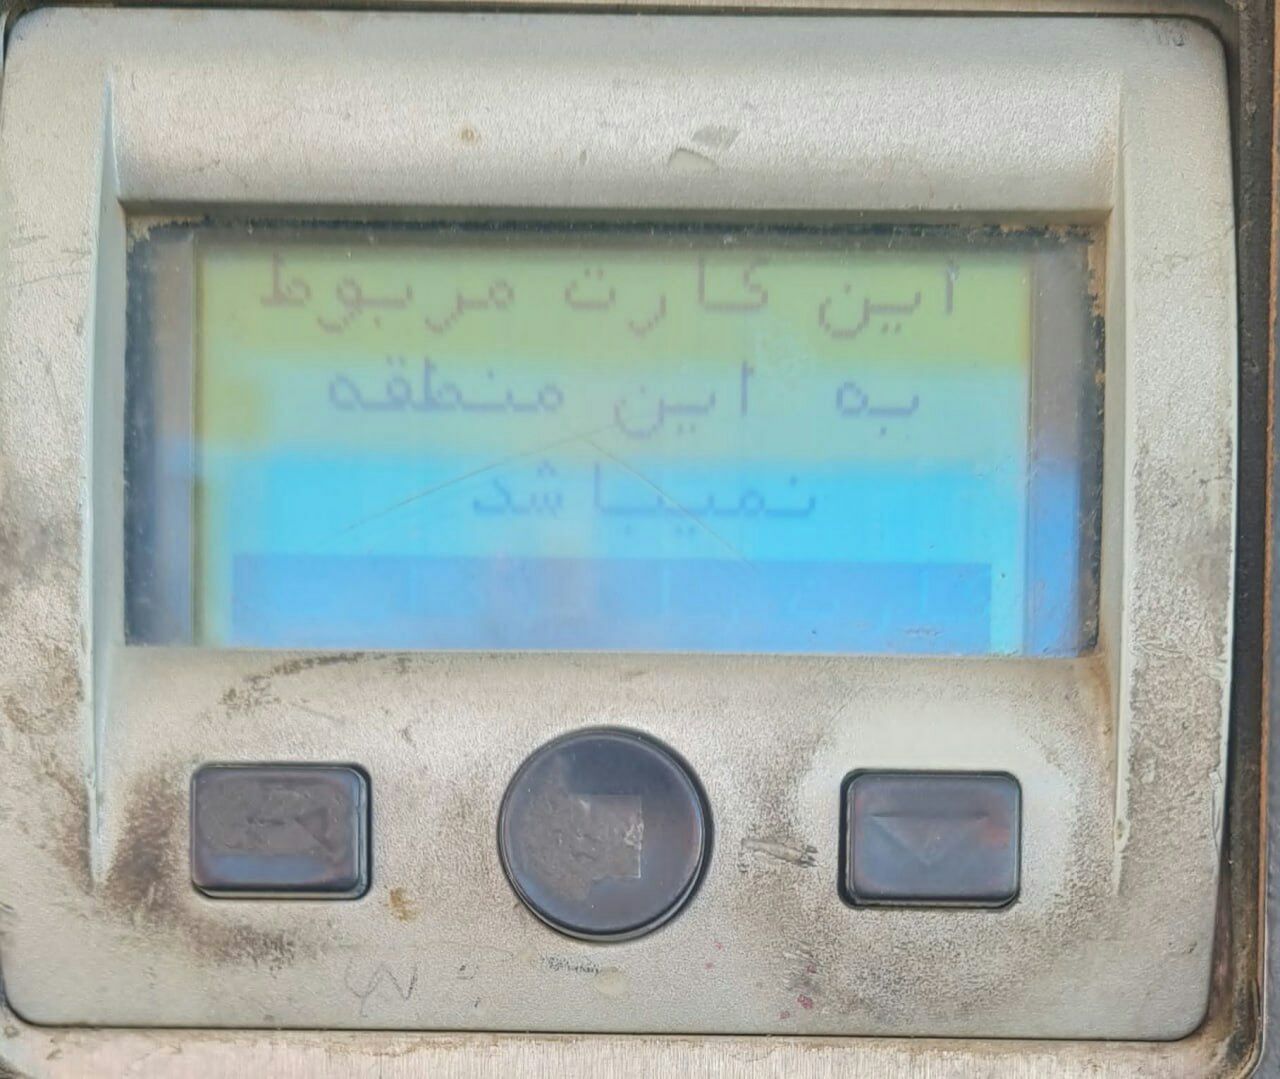 این کارت مربوط
به این منطقه
نمیباشد